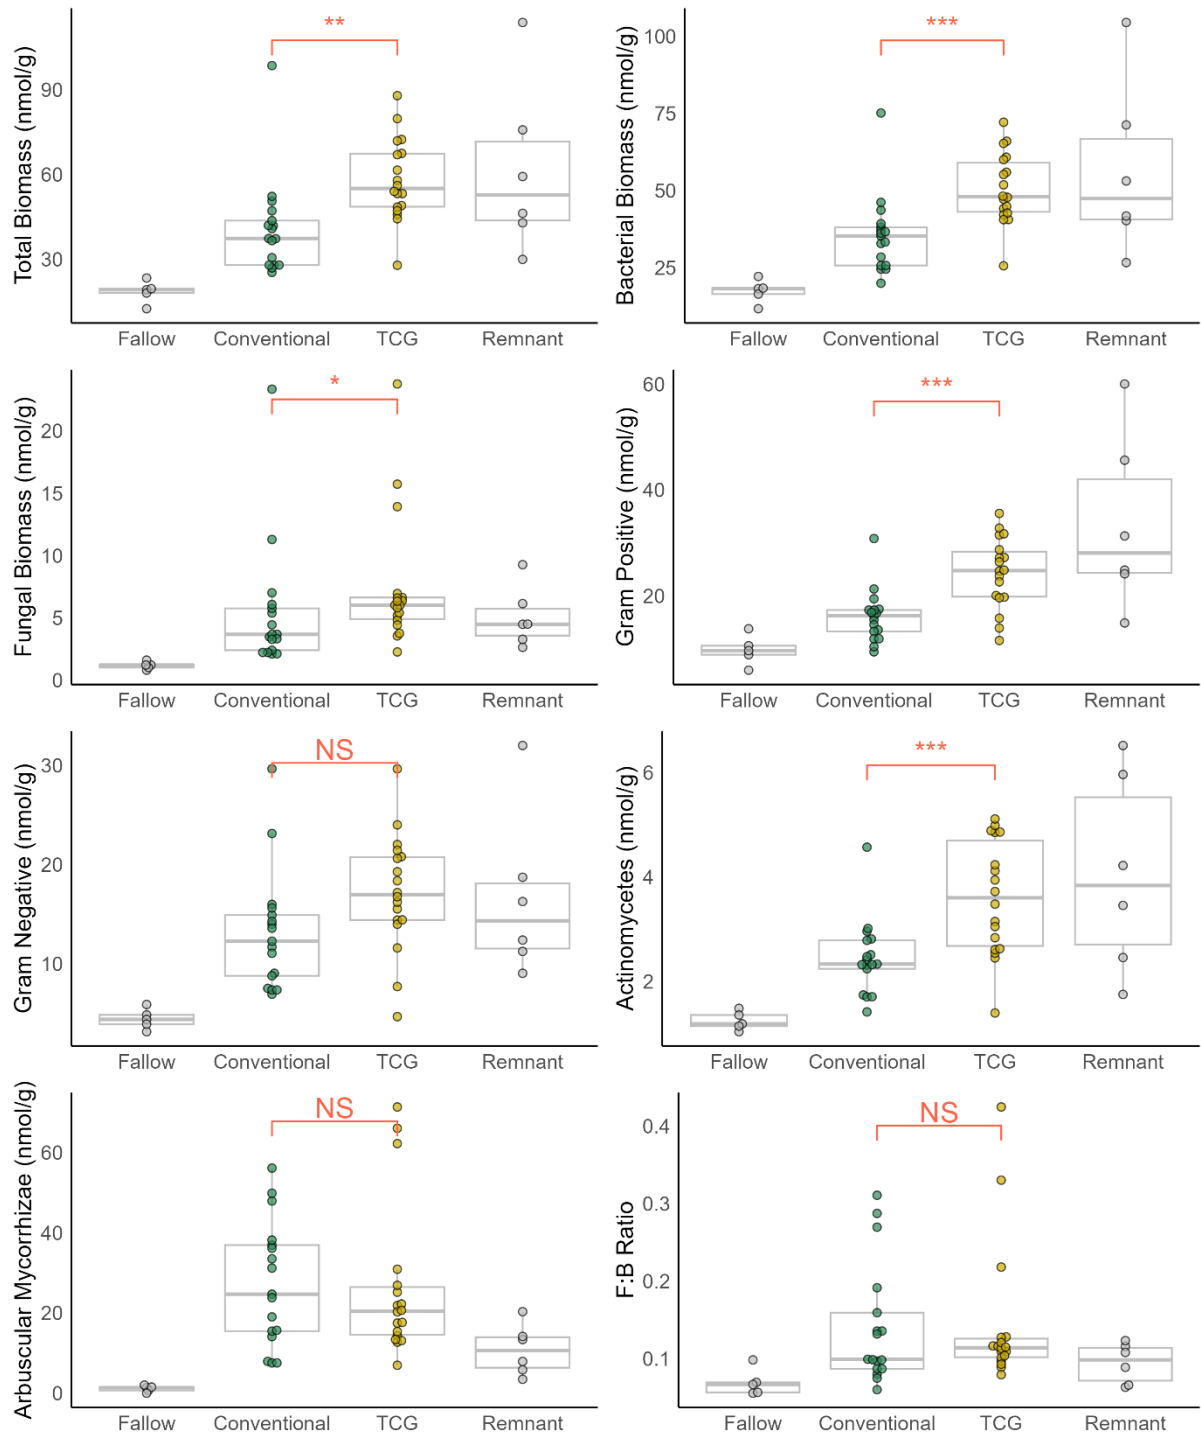 Total Biomass (nmol/g)
90
60
30
**
Fallow Conventional TCG Remnant
Bacterial Biomass (nmol/g)
100
75
50
25
***
Fallow Conventional TCG Remnant
Fungal Biomass (nmol/g)
20
15
10
5
0
*
Fallow Conventional TCG Remnant
Gram Positive (nmol/g)
60
40
20
***
Fallow Conventional TCG Remnant
Gram Negative (nmol/g)
30
20
10
NS
Fallow Conventional TCG Remnant
Actinomycetes (nmol/g)
6
4
2
***
Fallow Conventional TCG Remnant
Arbuscular Mycorrhizae (nmol/g)
60
40
20
0
NS
Fallow Conventional TCG Remnant
F:B Ratio
0.4
0.3
0.2
0.1
NS
Fallow Conventional TCG Remnant